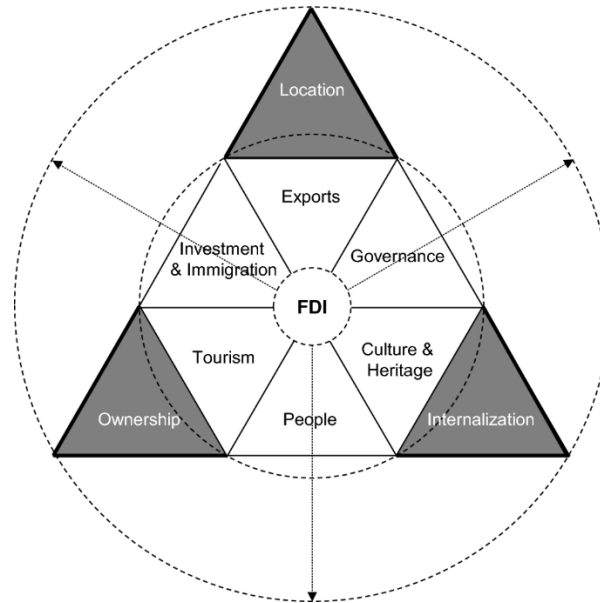 Location
Exports
Investment
& Immigration
Governance
FDI
Tourism
Culture &
Heritage
Ownership
People
Internalization